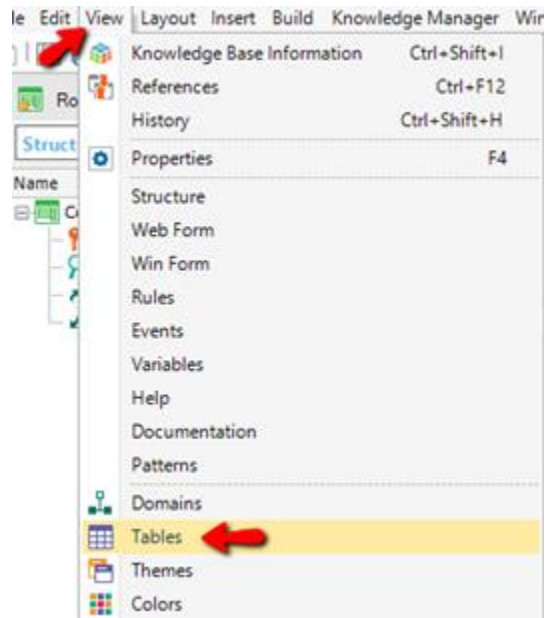 le Edit View Layout Insert Build Knowledge Manager Win
Knowledge Base Information Ctrl+Shift+I
Ro
References Ctrl+F12
History Ctrl+Shift+H
Struct
Properties F4
Name
Structure
Web Form
Win Form
Rules
Events
Variables
Help
Documentation
Patterns
Domains
Tables
Themes
Colors